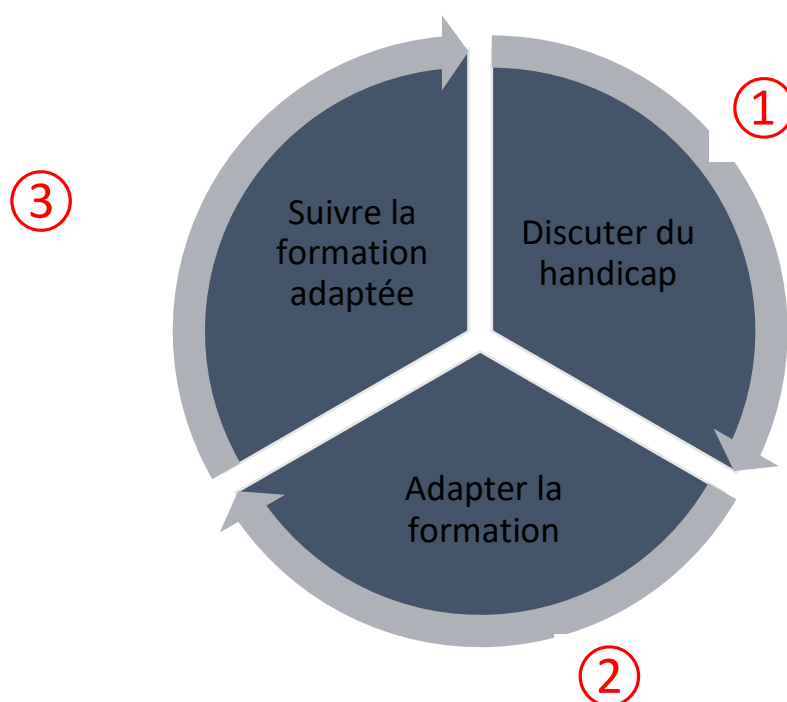 ①
Discuter du
handicap
②
Adapter la
formation
③
Suivre la
formation
adaptée